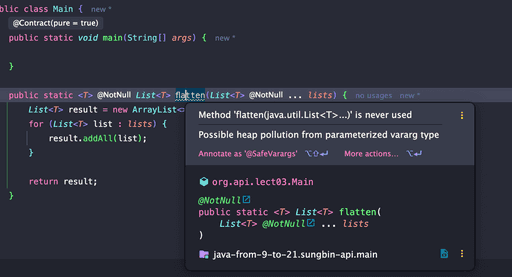 public class Main {  new *
@Contract(pure = true)
public static void main(String[] args) {  new *
}
public static <T> @NotNull List<T> flatten(List<T> @NotNull ... lists) {  no usages  new *
List<T> result = new ArrayList<
for (List<T> list : lists) {
result.addAll(list);
}
return result;
}
Method 'flatten(java.util.List<T>...)' is never used
Possible heap pollution from parameterized vararg type
Annotate as '@SafeVarargs' ⌥⇧⏎ More actions... ⌥⏎
org.api.lect03.Main
@NotNull
public static <T> List<T> flatten(
List<T> @NotNull ... lists
)
java-from-9-to-21.sungbin-api.main